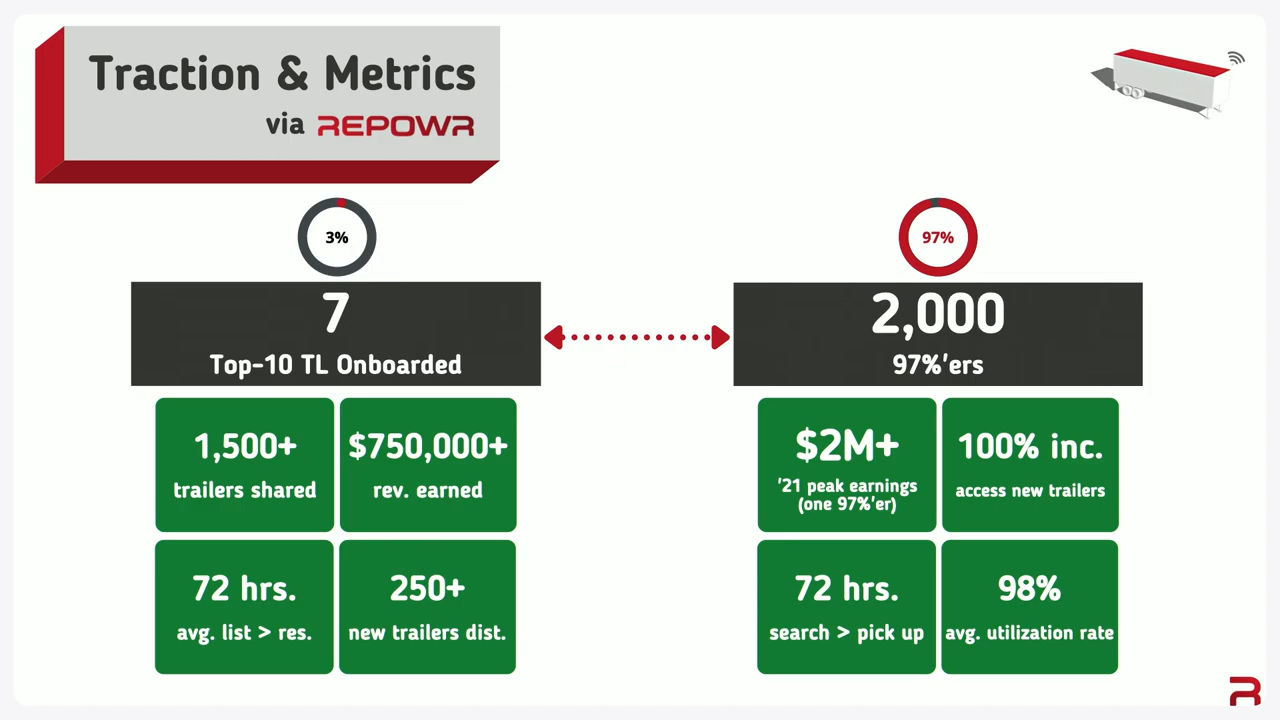 Traction & Metrics
via REPOWR
3%
7
Top-10 TL Onboarded
1,500+
trailers shared
$750,000+
rev. earned
72 hrs.
avg. list > res.
250+
new trailers dist.
97%
2,000
97%'ers
$2M+
'21 peak earnings
(one 97%'er)
100% inc.
access new trailers
72 hrs.
search > pick up
98%
avg. utilization rate
R